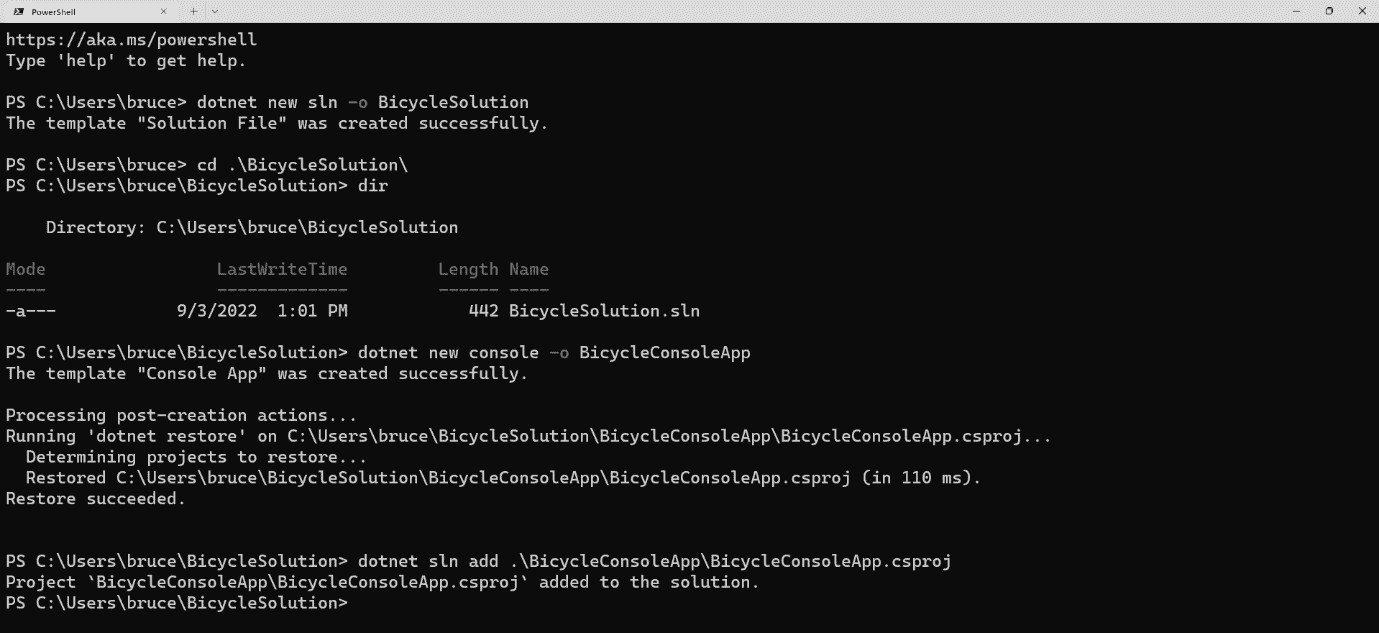 PowerShell
https://aka.ms/powershell
Type 'help' to get help.
PS C:\Users\bruce> dotnet new sln -o BicycleSolution
The template "Solution File" was created successfully.
PS C:\Users\bruce> cd .\BicycleSolution\
PS C:\Users\bruce\BicycleSolution> dir
Directory: C:\Users\bruce\BicycleSolution
Mode LastWriteTime Length Name
---- ------------- ------ ----
-a--- 9/3/2022 1:01 PM 442 BicycleSolution.sln
PS C:\Users\bruce\BicycleSolution> dotnet new console -o BicycleConsoleApp
The template "Console App" was created successfully.
Processing post-creation actions...
Running 'dotnet restore' on C:\Users\bruce\BicycleSolution\BicycleConsoleApp\BicycleConsoleApp.csproj...
Determining projects to restore...
Restored C:\Users\bruce\BicycleSolution\BicycleConsoleApp\BicycleConsoleApp.csproj (in 110 ms).
Restore succeeded.
PS C:\Users\bruce\BicycleSolution> dotnet sln add .\BicycleConsoleApp\BicycleConsoleApp.csproj
Project `BicycleConsoleApp\BicycleConsoleApp.csproj` added to the solution.
PS C:\Users\bruce\BicycleSolution>